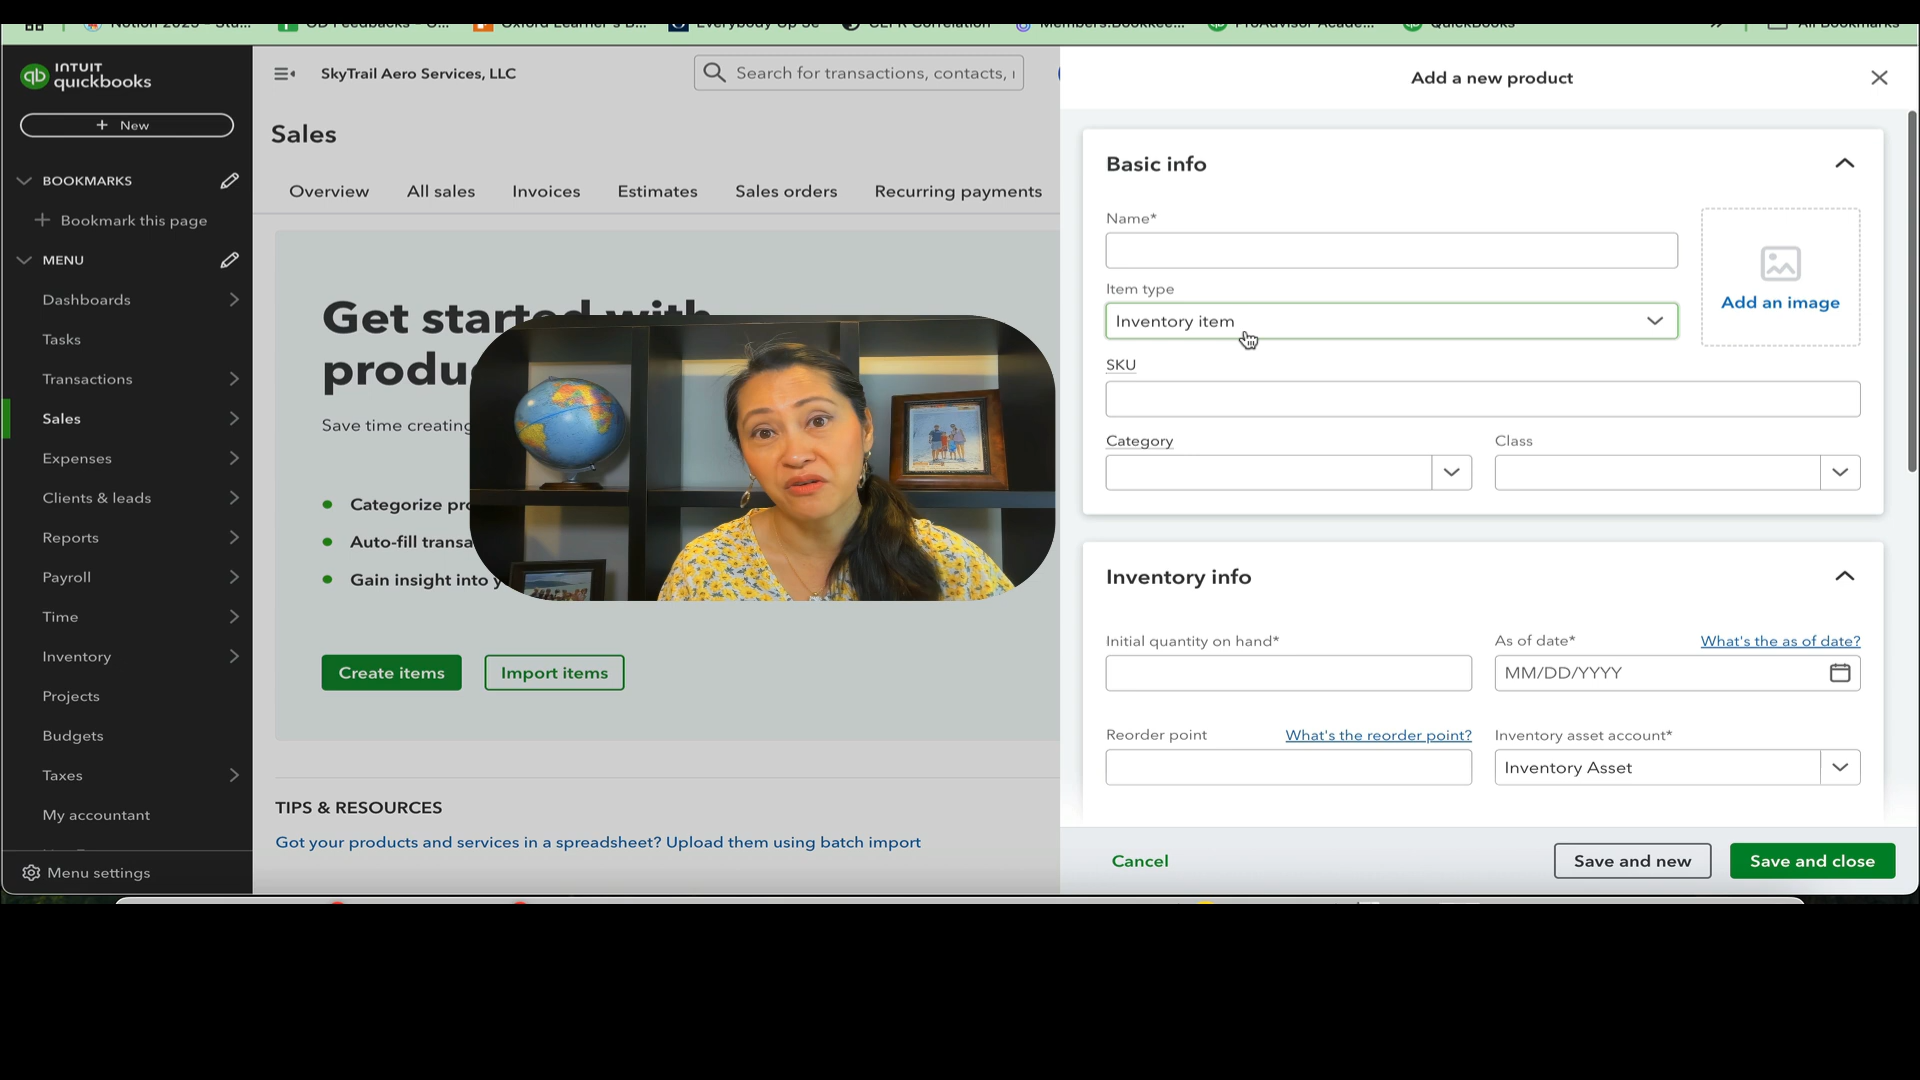 All Bookmarks
INTUIT
quickbooks
+ New
BOOKMARKS
+ Bookmark this page
MENU
Dashboards
Tasks
Transactions
Sales
Expenses
Clients & leads
Reports
Payroll
Time
Inventory
Projects
Budgets
Taxes
My accountant
Menu settings
SkyTrail Aero Services, LLC
Search for transactions, contacts,
Sales
Overview
All sales
Invoices
Estimates
Sales orders
Recurring payments
Get started with
Save time creating
Categorize
Auto-fill
Gain insight into
Create items
Import items
TIPS & RESOURCES
Got your products and services in a spreadsheet? Upload them using batch import
Add a new product
Basic info
Name*
Add an image
Item type
Inventory item
SKU
Category
Class
Inventory info
Initial quantity on hand*
As of date*
What's the as of date?
MM/DD/YYYY
Reorder point
What's the reorder point?
Inventory asset account*
Inventory Asset
Cancel
Save and new
Save and close